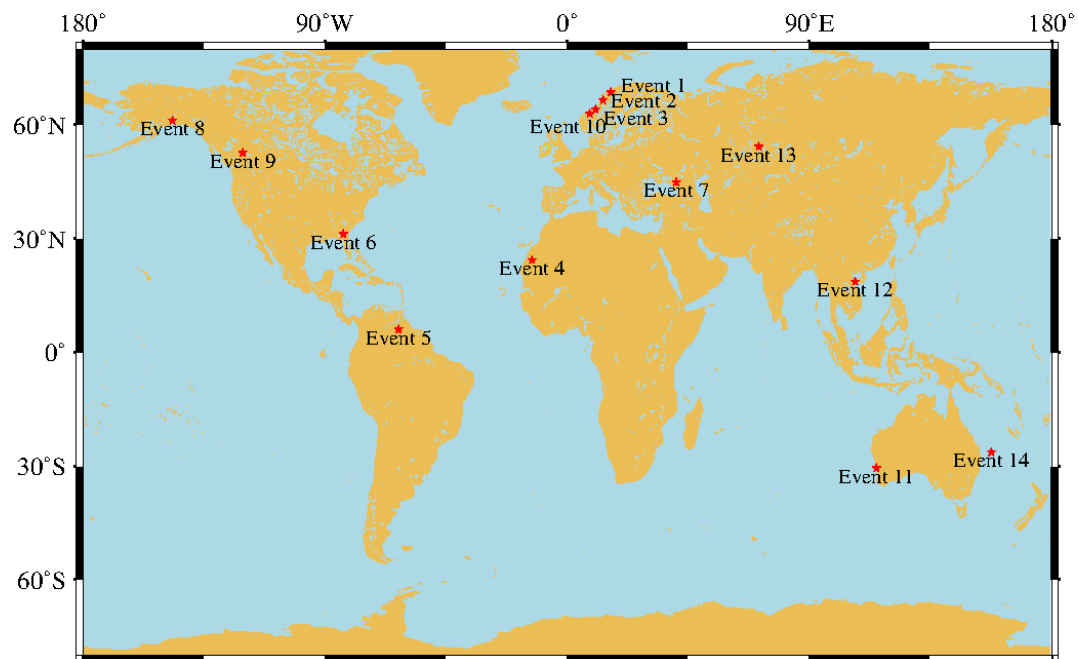 180° 90°W 0° 90°E 180°
Event 1
Event 2
60°N
Event 3
Event 10
Event 8
Event 13
Event 9
Event 7
30°N
Event 6
Event 4
Event 12
Event 5
0°
Event 14
30°S
Event 11
60°S